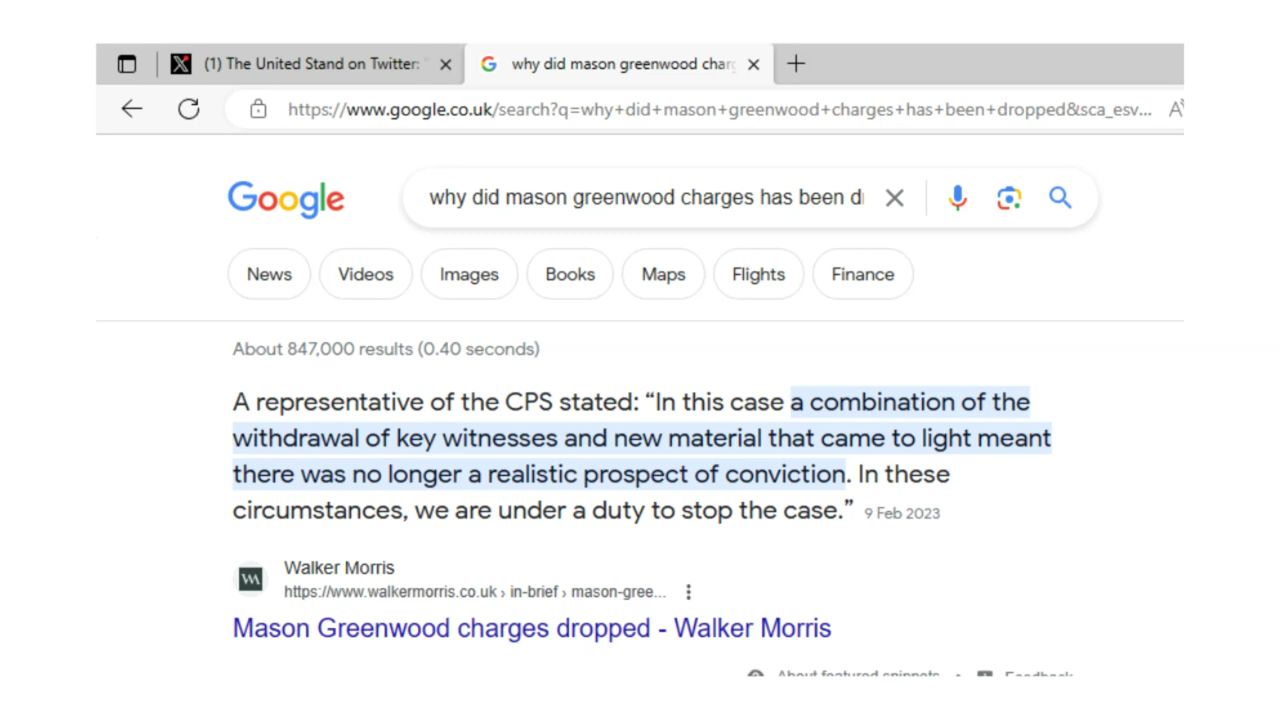 (1) The United Stand on Twitter: "
why did mason greenwood char
https://www.google.co.uk/search?q=why+did+mason+greenwood+charges+has+been+dropped&sca_esv...
Google
why did mason greenwood charges has been d
News Videos Images Books Maps Flights Finance
About 847,000 results (0.40 seconds)
A representative of the CPS stated: “In this case a combination of the
withdrawal of key witnesses and new material that came to light meant
there was no longer a realistic prospect of conviction. In these
circumstances, we are under a duty to stop the case.” 9 Feb 2023
Walker Morris
https://www.walkermorris.co.uk › in-brief › mason-gree...
Mason Greenwood charges dropped - Walker Morris
About featured snippets Feedback